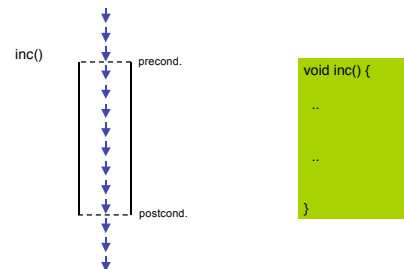 inc()
precond.
postcond.
void inc() {
..
..
}